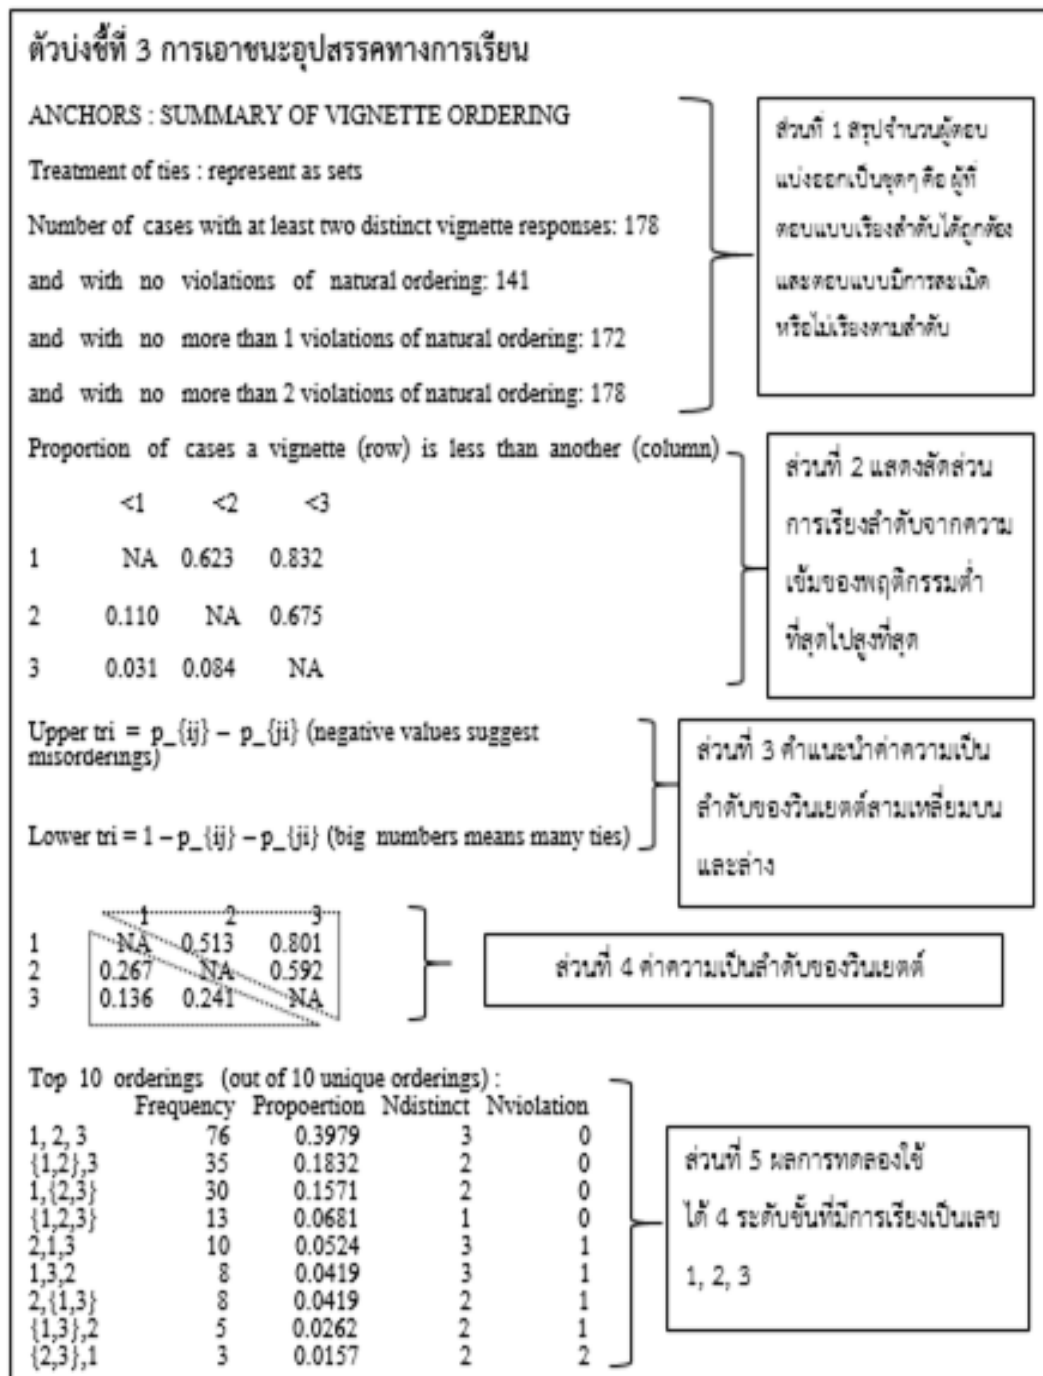 ตัวบ่งชี้ที่ 3 การเอาชนะอุปสรรคทางการเรียน
ANCHORS : SUMMARY OF VIGNETTE ORDERING
Treatment of ties : represent as sets
Number of cases with at least two distinct vignette responses: 178
and with no violations of natural ordering: 141
and with no more than 1 violations of natural ordering: 172
and with no more than 2 violations of natural ordering: 178
ส่วนที่ 1 สรุปจำนวนผู้ตอบ
แบ่งออกเป็นชุดๆ คือ ผู้ที่
ตอบแบบเรียงลำดับได้ถูกต้อง
และตอบแบบมีการละเมิด
หรือไม่เรียงตามลำดับ
Proportion of cases a vignette (row) is less than another (column)
<1 <2 <3
1 NA 0.623 0.832
2 0.110 NA 0.675
3 0.031 0.084 NA
ส่วนที่ 2 แสดงสัดส่วน
การเรียงลำดับจากความ
เข้มของพฤติกรรมต่ำ
ที่สุดไปสูงที่สุด
Upper tri = p_{ij} – p_{ji} (negative values suggest
misorderings)
Lower tri = 1 – p_{ij} – p_{ji} (big numbers means many ties)
ส่วนที่ 3 คำแนะนำค่าความเป็น
ลำดับของวินเยตต์สามเหลี่ยมบน
และล่าง
1 2 3
1 NA 0.513 0.801
2 0.267 NA 0.592
3 0.136 0.241 NA
ส่วนที่ 4 ค่าความเป็นลำดับของวินเยตต์
Top 10 orderings (out of 10 unique orderings) :
Frequency Propoertion Ndistinct Nviolation
1, 2, 3 76 0.3979 3 0
{1,2},3 35 0.1832 2 0
1,{2,3} 30 0.1571 2 0
{1,2,3} 13 0.0681 1 0
2,1,3 10 0.0524 3 1
1,3,2 8 0.0419 3 1
2,{1,3} 8 0.0419 2 1
{1,3},2 5 0.0262 2 1
{2,3},1 3 0.0157 2 2
ส่วนที่ 5 ผลการทดลองใช้
ได้ 4 ระดับชั้นที่มีการเรียงเป็นเลข
1, 2, 3